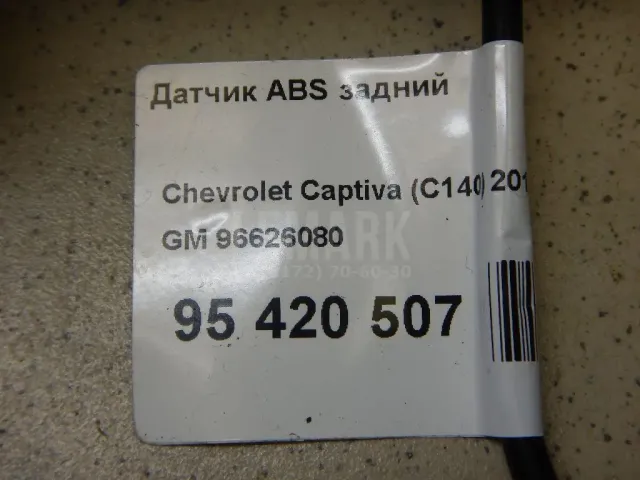 Датчик ABS задний
Chevrolet Captiva (C140) 201
GM 96626080
95 420 507